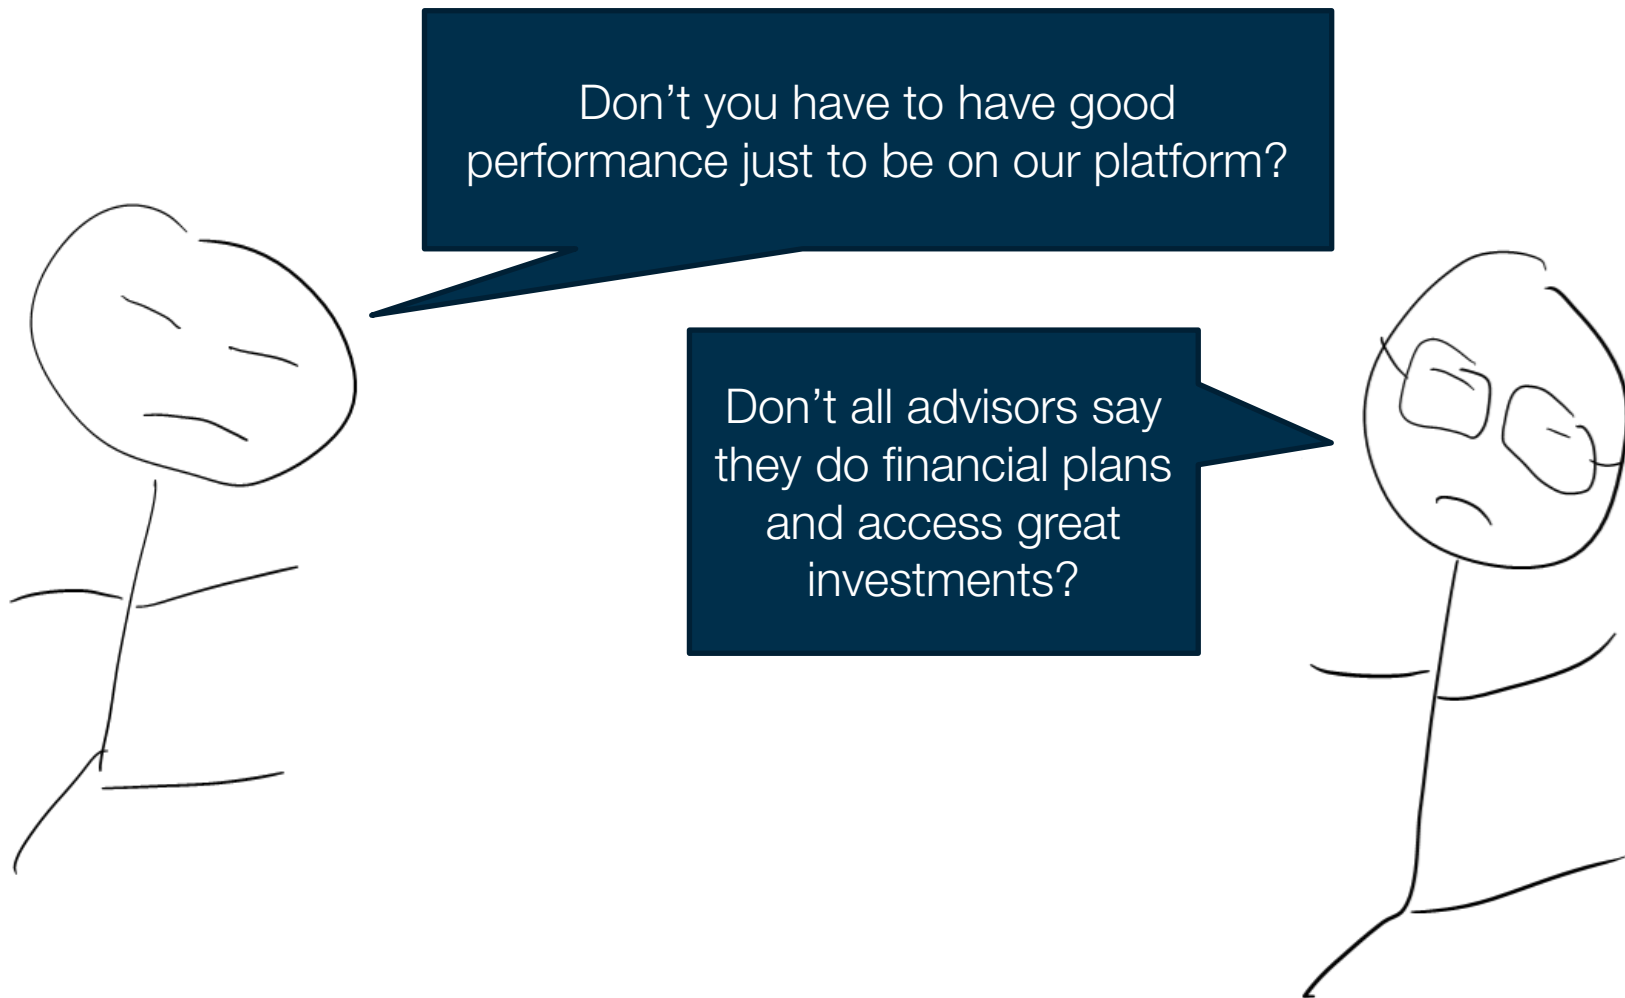 Don’t you have to have good
performance just to be on our platform?
Don’t all advisors say
they do financial plans
and access great
investments?